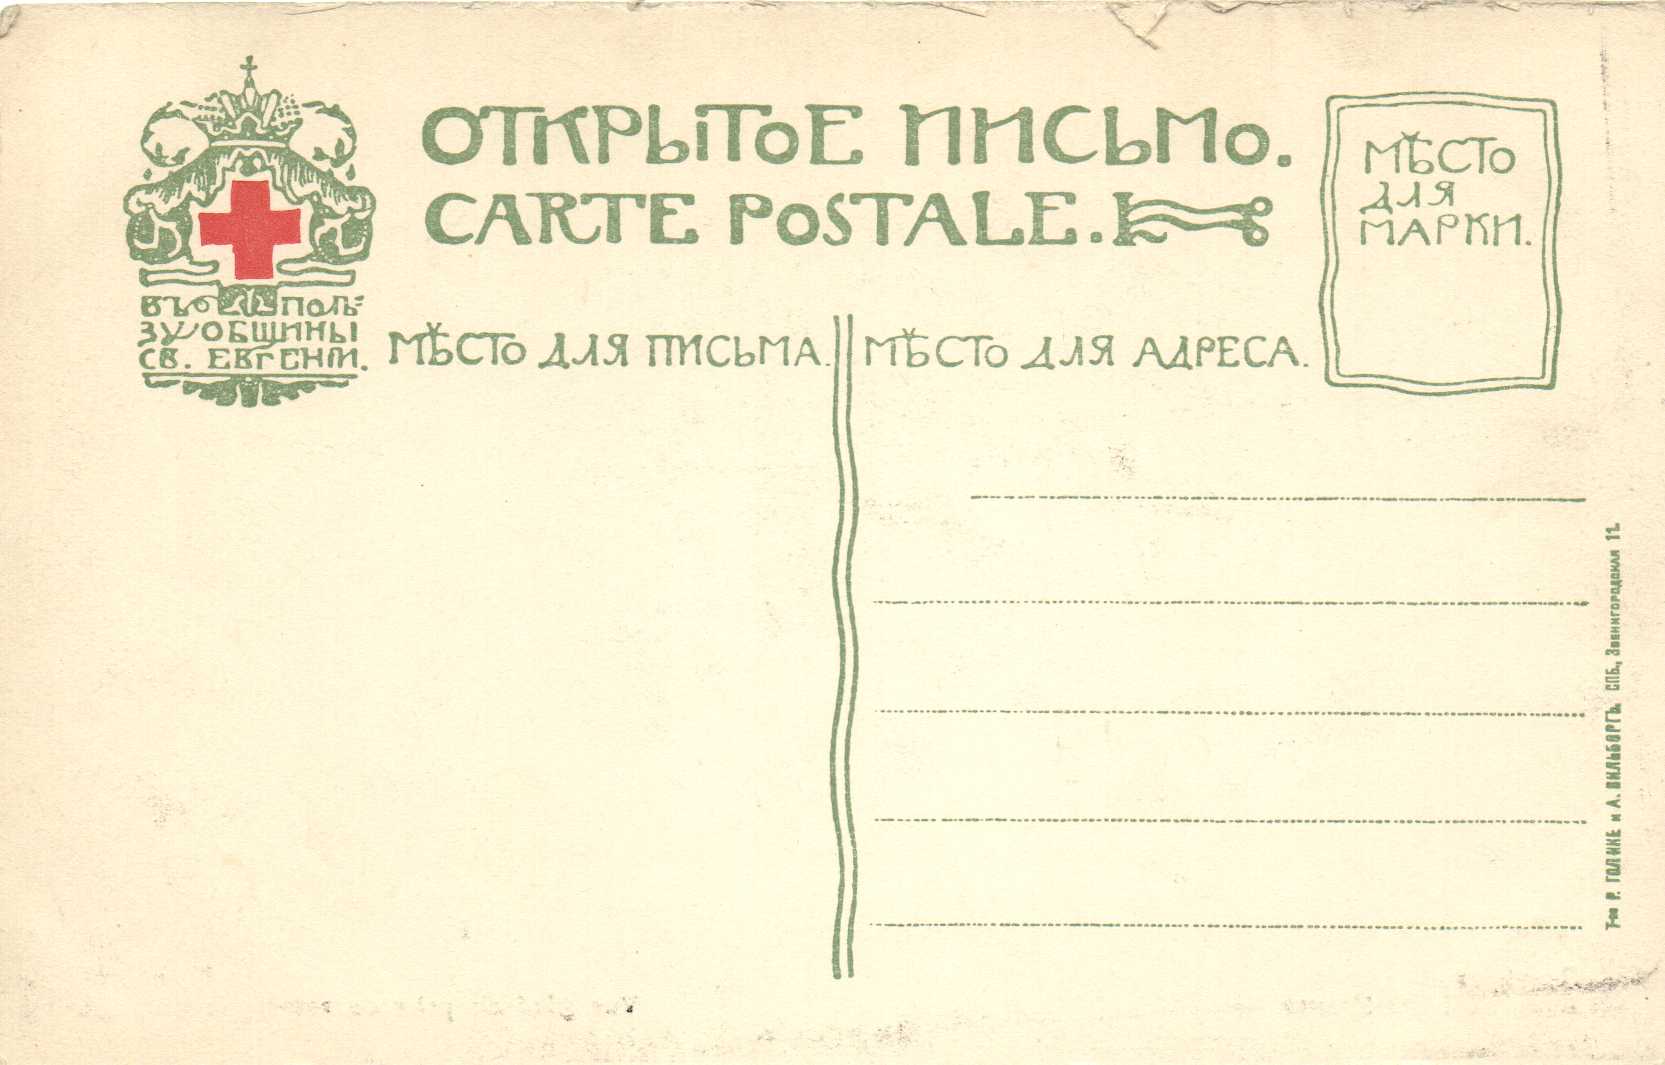 ОТКРЫТОЕ ПИСЬМО.
CARTE POSTALE.
МѢСТО
ДЛЯ
МАРКИ.
ВЪ ПОЛЬ=
ЗУ ОБЩИНЫ
СВ. ЕВГЕНІИ.
МѢСТО ДЛЯ ПИСЬМА.
МѢСТО ДЛЯ АДРЕСА.
Т-во Р. ГОЛИКЕ и А. ВИЛЬБОРГЪ. СПБ., Звенигородская 11.